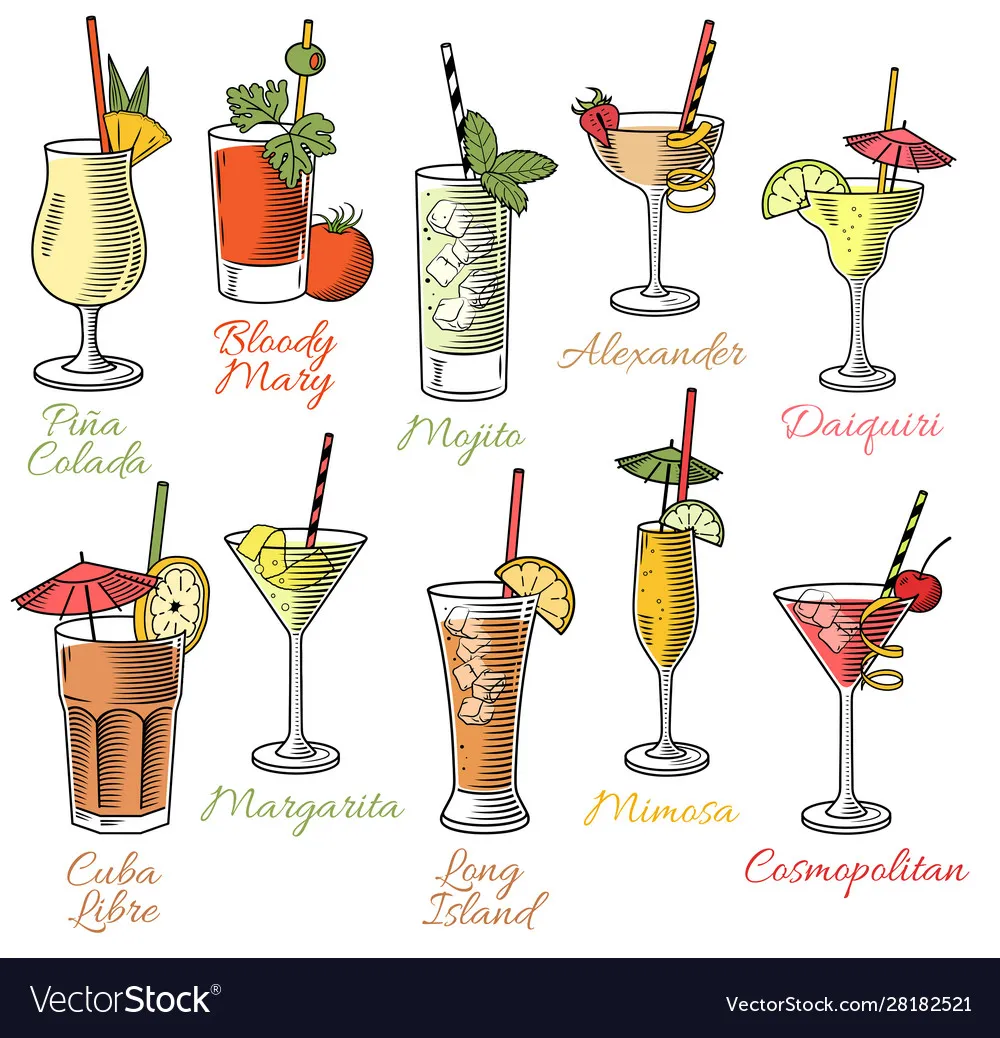 Piña
Colada
Bloody
Mary
Mojito
Alexander
Daiquiri
Cuba
Libre
Margarita
Long
Island
Mimosa
Cosmopolitan
VectorStock®
VectorStock.com/28182521